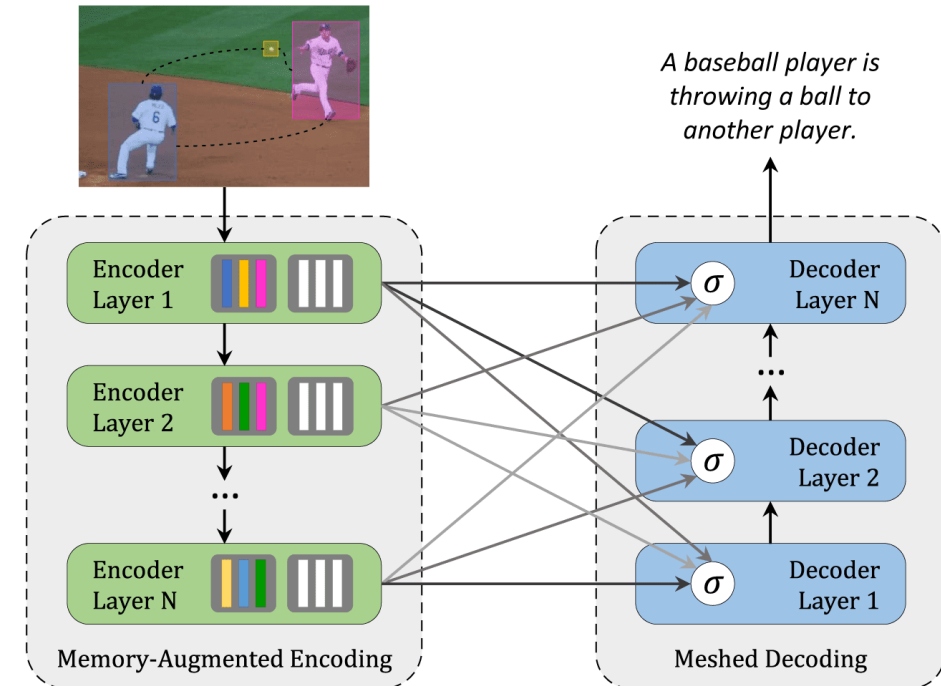 A baseball player is
throwing a ball to
another player.
6
Encoder
Layer 1
Encoder
Layer 2
...
Encoder
Layer N
Memory-Augmented Encoding
σ
Decoder
Layer N
...
σ
Decoder
Layer 2
σ
Decoder
Layer 1
Meshed Decoding